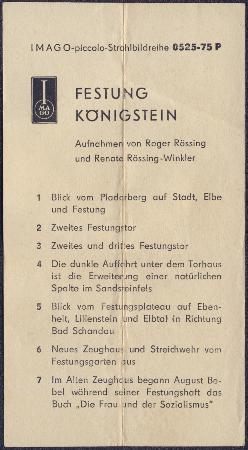 IMAGO-piccolo-Strahlbildreihe 0525-75 P
I
MA
GO
FESTUNG
KÖNIGSTEIN
Aufnahmen von Roger Rössing
und Renate Rössing-Winkler
1 Blick vom Pladerberg auf Stadt, Elbe
und Festung
2 Zweites Festungstor
3 Zweites und drittes Festungstor
4 Die dunkle Auffahrt unter dem Torhaus
ist die Erweiterung einer natürlichen
Spalte im Sandsteinfels
5 Blick vom Festungsplateau auf Eben-
heit, Lilienstein und Elbtal in Richtung
Bad Schandau
6 Neues Zeughaus und Streichwehr vom
Festungsgarten aus
7 Im Alten Zeughaus begann August Be-
bel während seiner Festungshaft das
Buch „Die Frau und der Sozialismus"